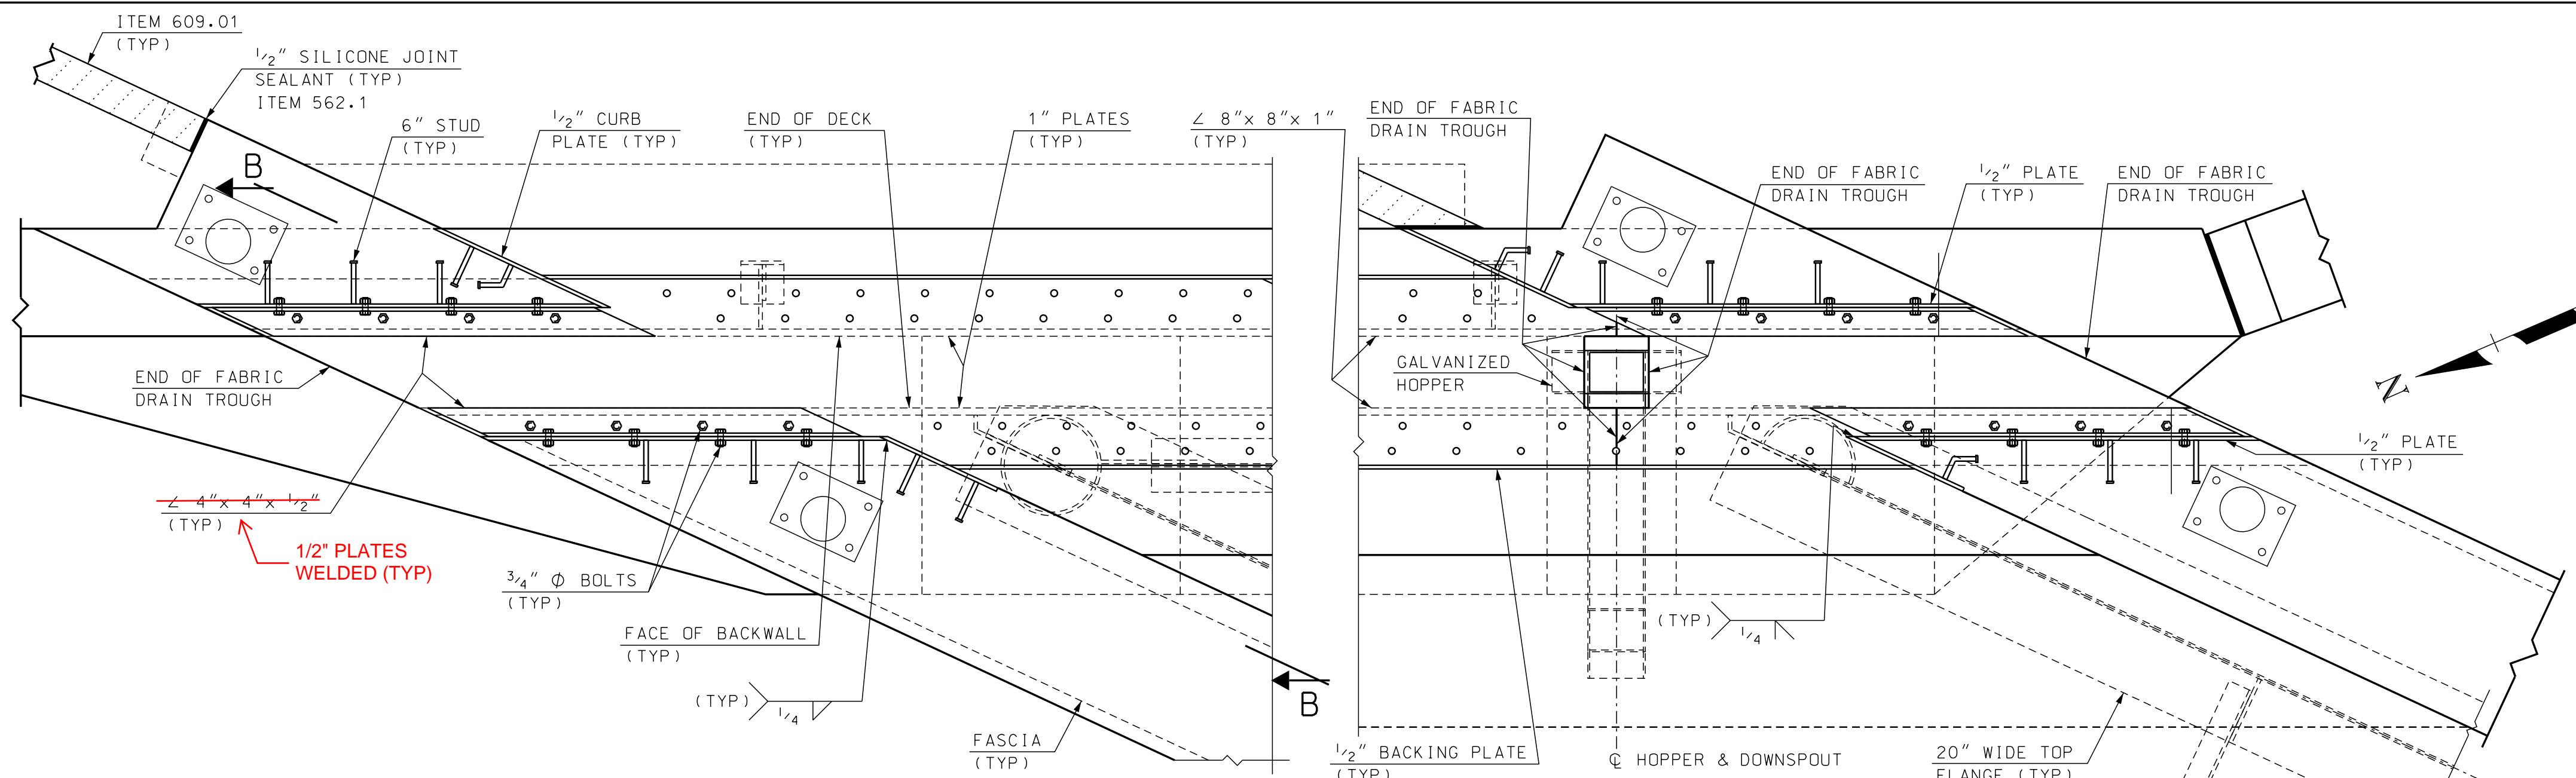 ITEM 609.01
(TYP)
1/2" SILICONE JOINT
SEALANT (TYP)
ITEM 562.1
6" STUD
(TYP)
1/2" CURB
PLATE (TYP)
END OF DECK
(TYP)
1" PLATES
(TYP)
∠ 8"x 8"x 1"
(TYP)
END OF FABRIC
DRAIN TROUGH
END OF FABRIC
DRAIN TROUGH
1/2" PLATE
(TYP)
END OF FABRIC
DRAIN TROUGH
B
GALVANIZED
HOPPER
N
END OF FABRIC
DRAIN TROUGH
∠ 4"x 4"x 1/2"
(TYP)
1/2" PLATES
WELDED (TYP)
3/4" Ø BOLTS
(TYP)
FACE OF BACKWALL
(TYP)
(TYP)
1/4
FASCIA
(TYP)
B
1/2" BACKING PLATE
(TYP)
℄ HOPPER & DOWNSPOUT
(TYP)
1/4
1/2" PLATE
(TYP)
20" WIDE TOP
FLANGE (TYP)